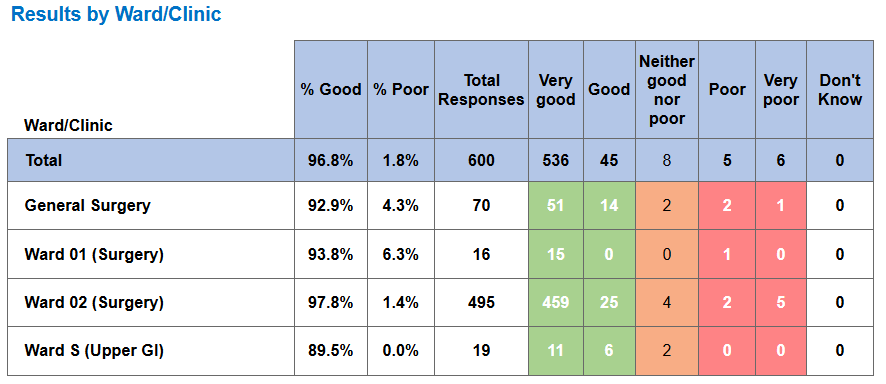 Results by Ward/Clinic
Ward/Clinic % Good % Poor Total Responses Very good Good Neither good nor poor Poor Very poor Don't Know
Total 96.8% 1.8% 600 536 45 8 5 6 0
General Surgery 92.9% 4.3% 70 51 14 2 2 1 0
Ward 01 (Surgery) 93.8% 6.3% 16 15 0 0 1 0 0
Ward 02 (Surgery) 97.8% 1.4% 495 459 25 4 2 5 0
Ward S (Upper GI) 89.5% 0.0% 19 11 6 2 0 0 0